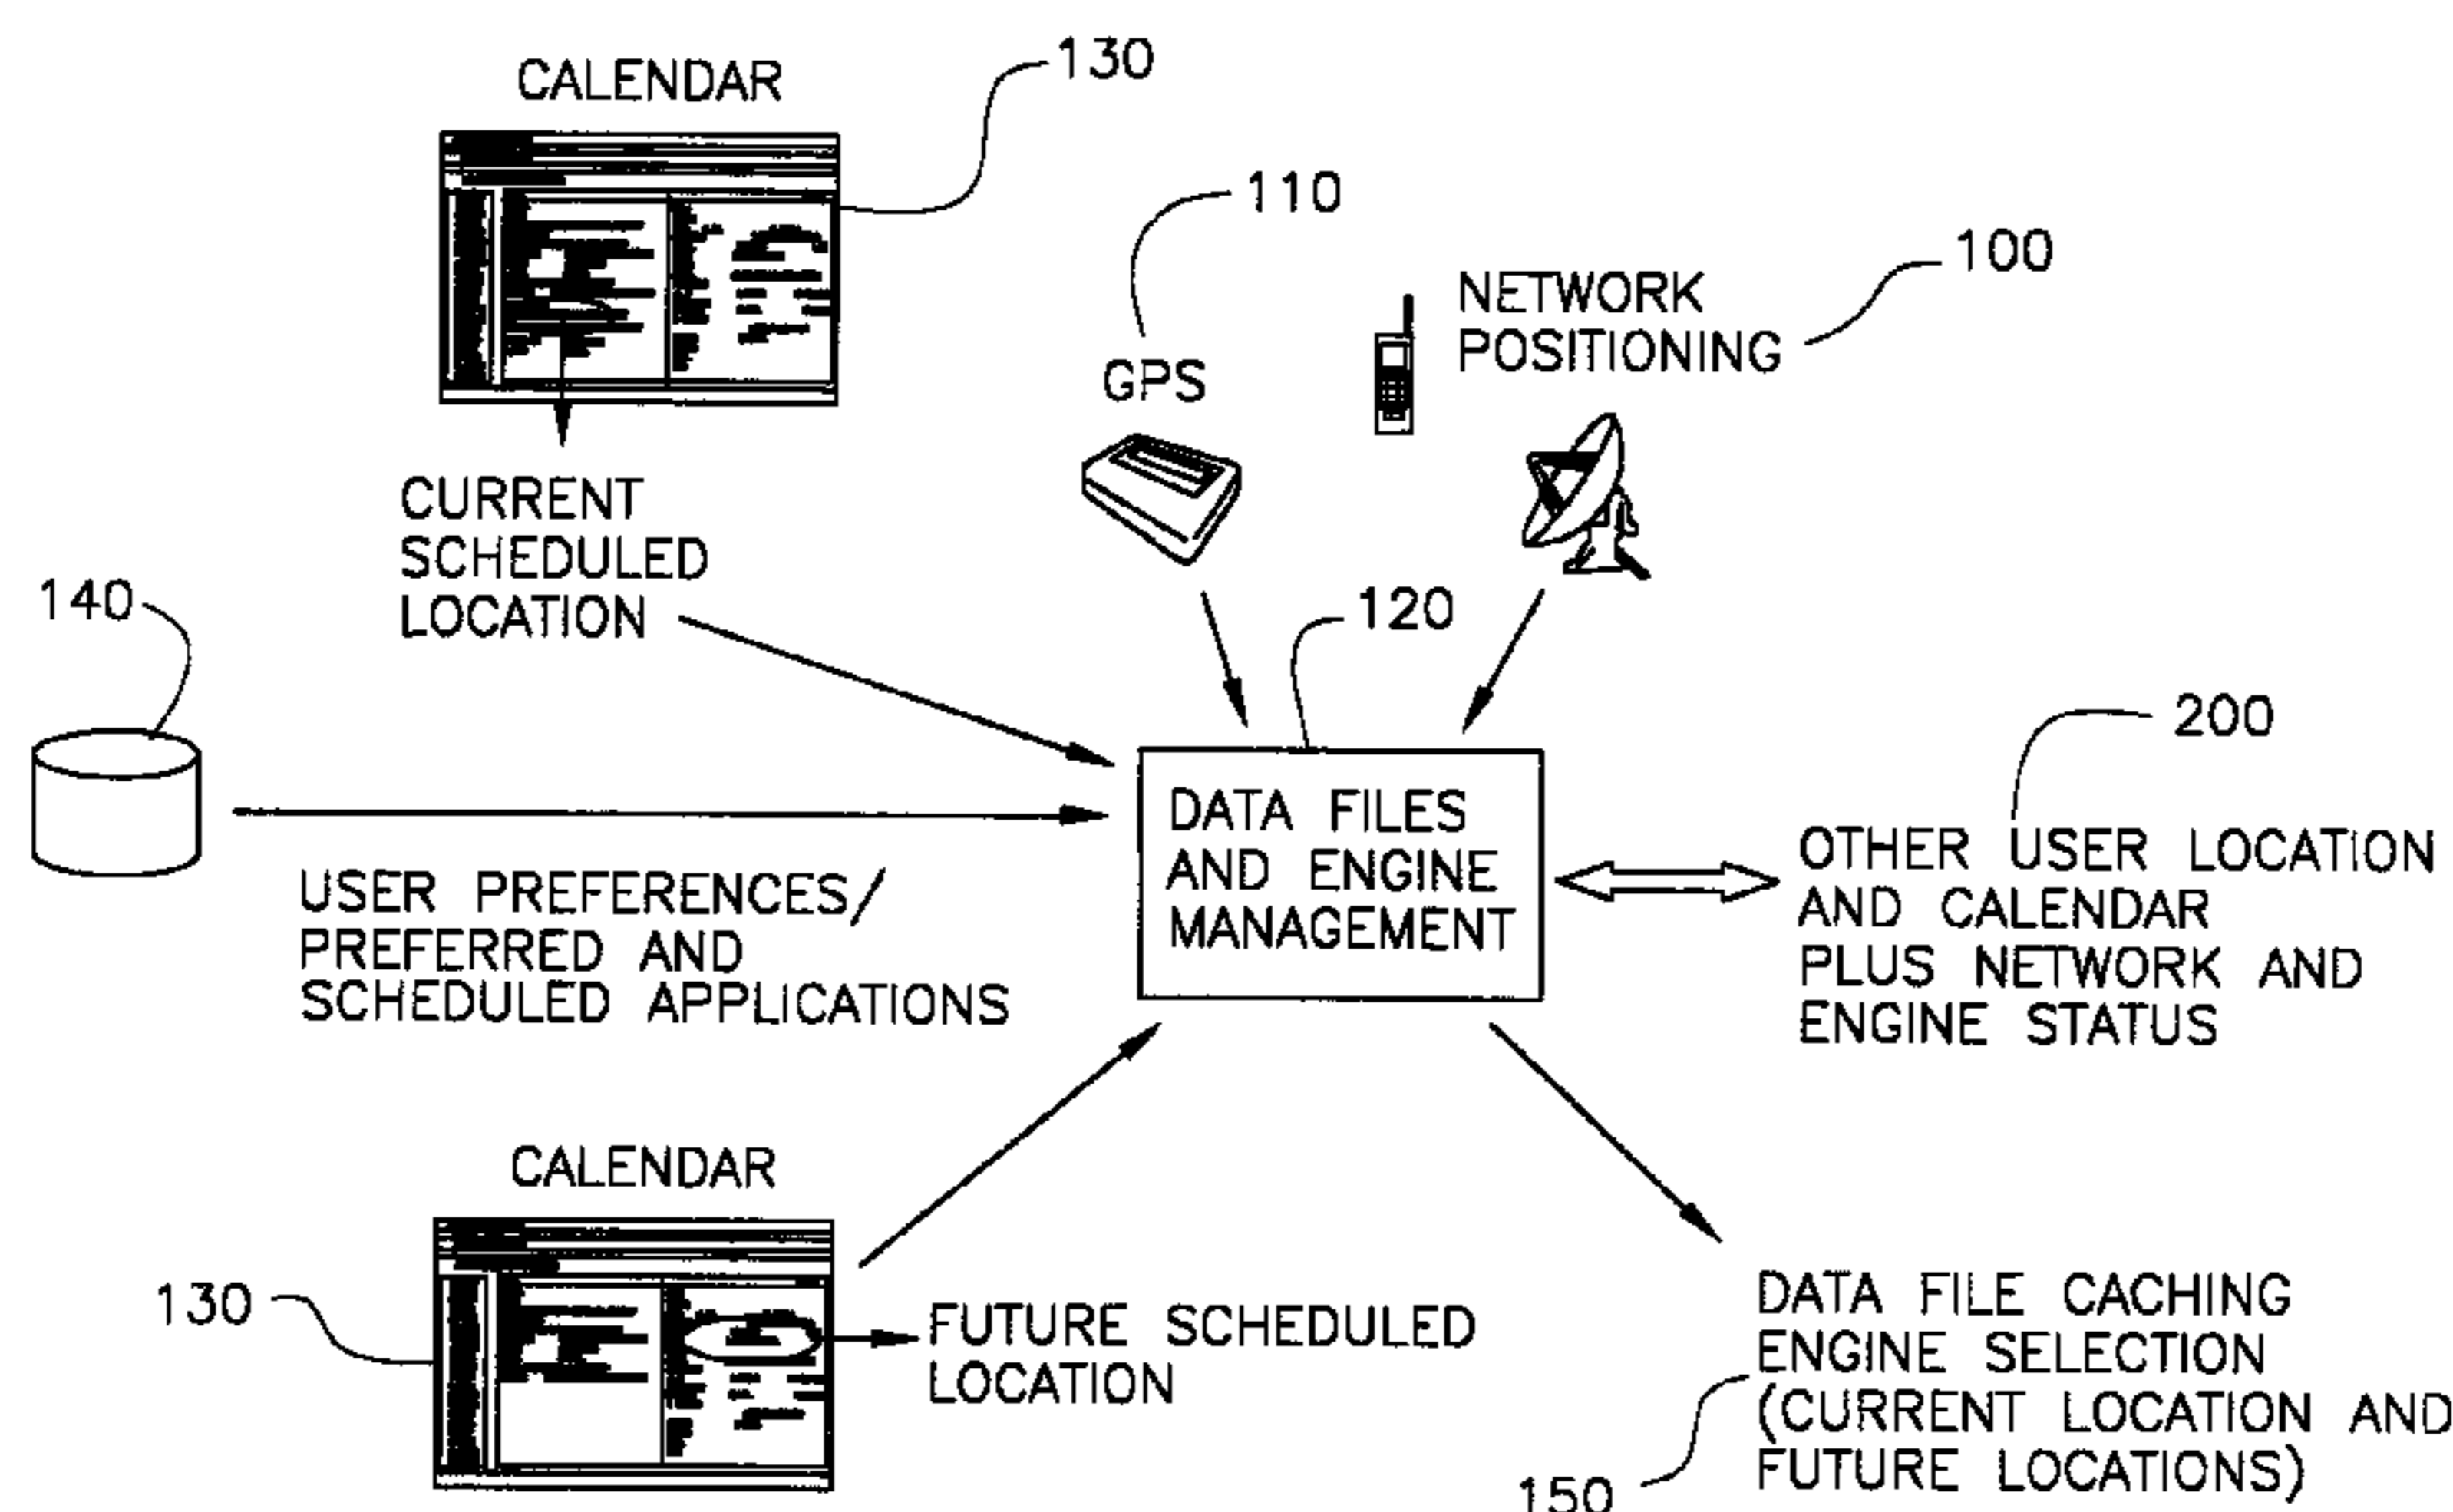 CALENDAR
130
110
100
NETWORK
POSITIONING
GPS
CURRENT
SCHEDULED
LOCATION
140
120
200
DATA FILES
AND ENGINE
MANAGEMENT
OTHER USER LOCATION
AND CALENDAR
PLUS NETWORK AND
ENGINE STATUS
USER PREFERENCES/
PREFERRED AND
SCHEDULED APPLICATIONS
CALENDAR
130
FUTURE SCHEDULED
LOCATION
DATA FILE CACHING
ENGINE SELECTION
(CURRENT LOCATION AND
FUTURE LOCATIONS)
150